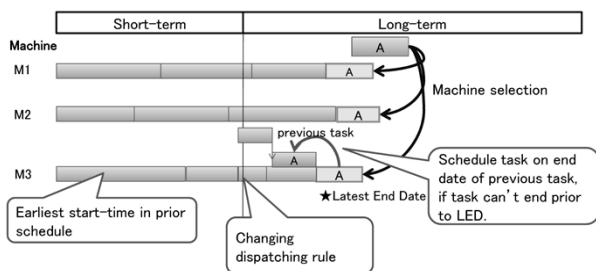 Short-term
Long-term
Machine
A
M1
A
Machine selection
M2
A
previous task
A
M3
A
★Latest End Date
Schedule task on end
date of previous task,
if task can't end prior
to LED.
Earliest start-time in prior
schedule
Changing
dispatching rule